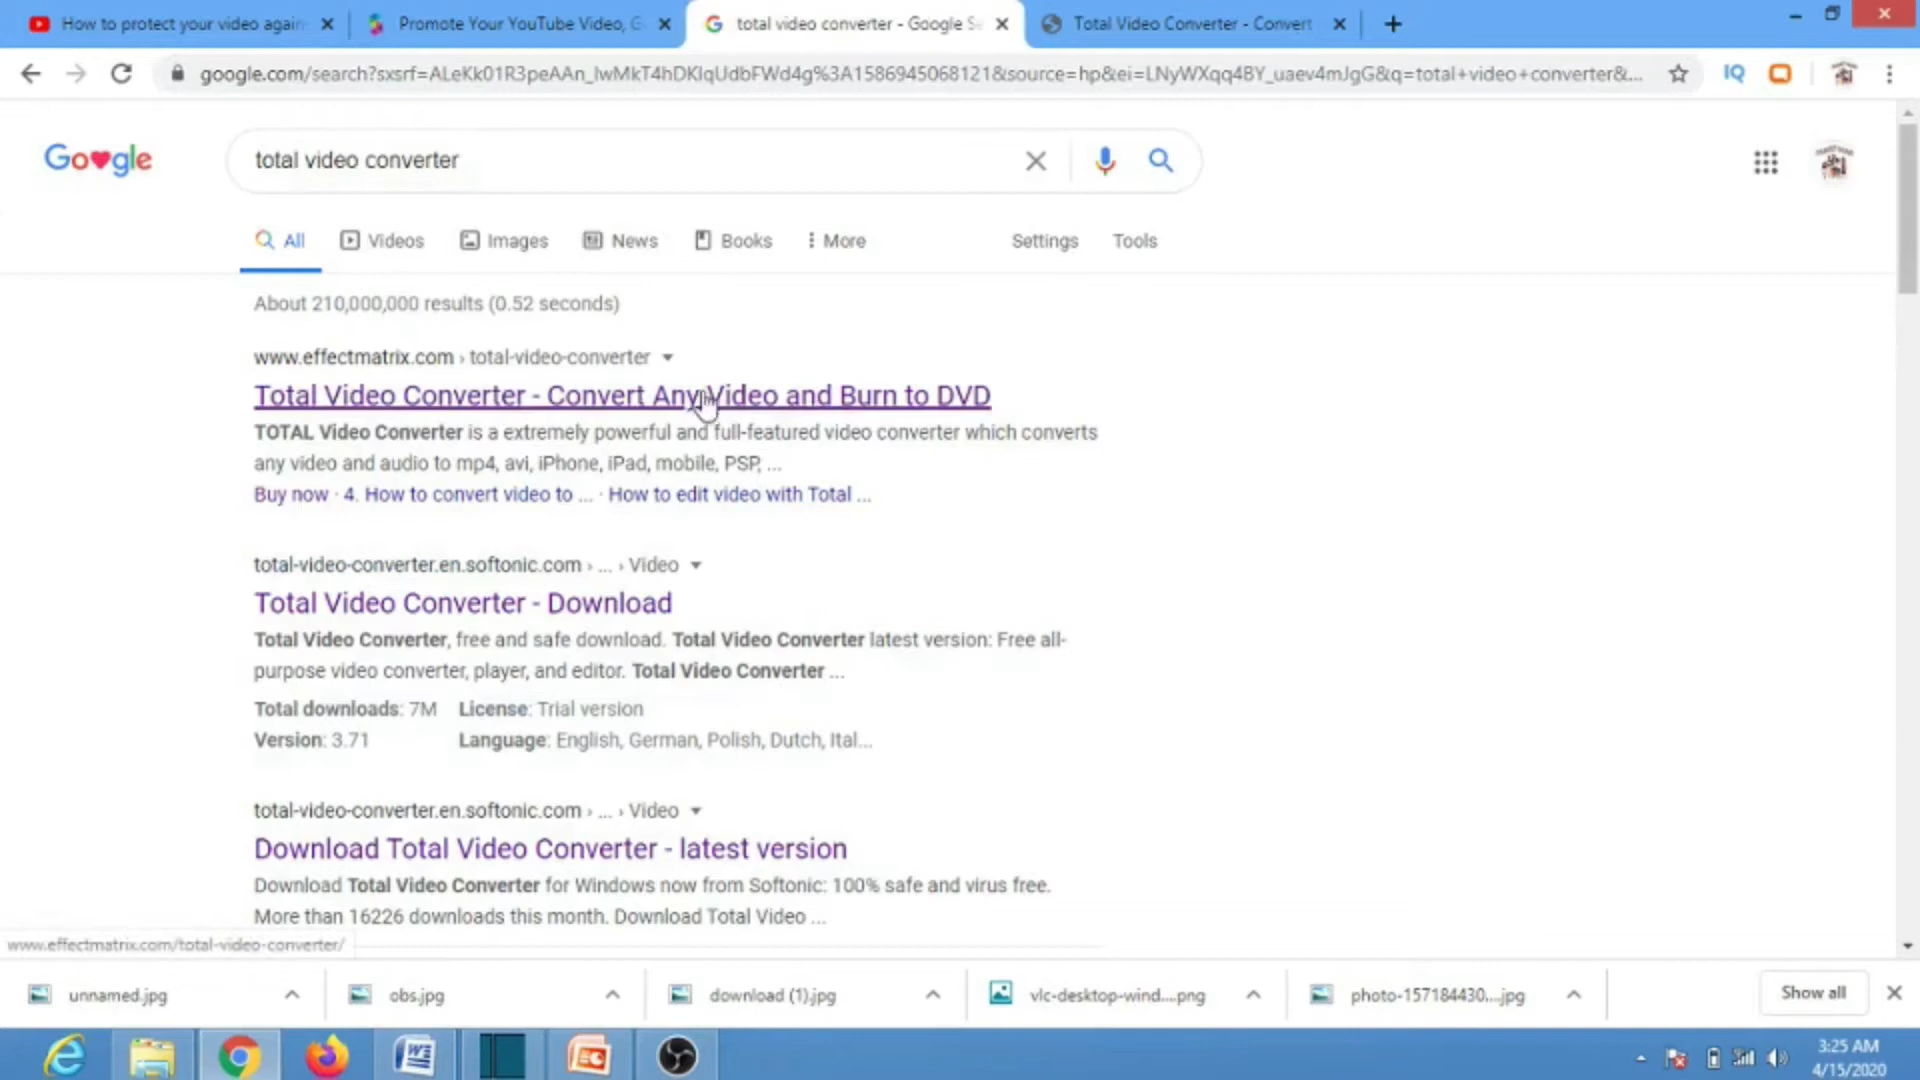 How to protect your video again
Promote Your YouTube Video, G
total video converter - Google Se
Total Video Converter - Convert
google.com/search?sxsrf=ALeKk01R3peAAn_IwMkT4hDKlqUdbFWd4g%3A1586945068121&source=hp&ei=LNyWXqq4BY_uaev4mJgG&q=total+video+converter&...
IQ
Google
total video converter
All
Videos
Images
News
Books
More
Settings
Tools
About 210,000,000 results (0.52 seconds)
www.effectmatrix.com › total-video-converter
Total Video Converter - Convert Any Video and Burn to DVD
TOTAL Video Converter is a extremely powerful and full-featured video converter which converts
any video and audio to mp4, avi, iPhone, iPad, mobile, PSP, ...
Buy now · 4. How to convert video to ... · How to edit video with Total ...
total-video-converter.en.softonic.com › ... › Video
Total Video Converter - Download
Total Video Converter, free and safe download. Total Video Converter latest version: Free all-
purpose video converter, player, and editor. Total Video Converter ...
Total downloads: 7M License: Trial version
Version: 3.71 Language: English, German, Polish, Dutch, Ital...
total-video-converter.en.softonic.com › ... › Video
Download Total Video Converter - latest version
Download Total Video Converter for Windows now from Softonic: 100% safe and virus free.
More than 16226 downloads this month. Download Total Video ...
www.effectmatrix.com/total-video-converter/
unnamed.jpg
obs.jpg
download (1).jpg
vlc-desktop-wind....png
photo-157184430....jpg
Show all
3:25 AM
4/15/2020